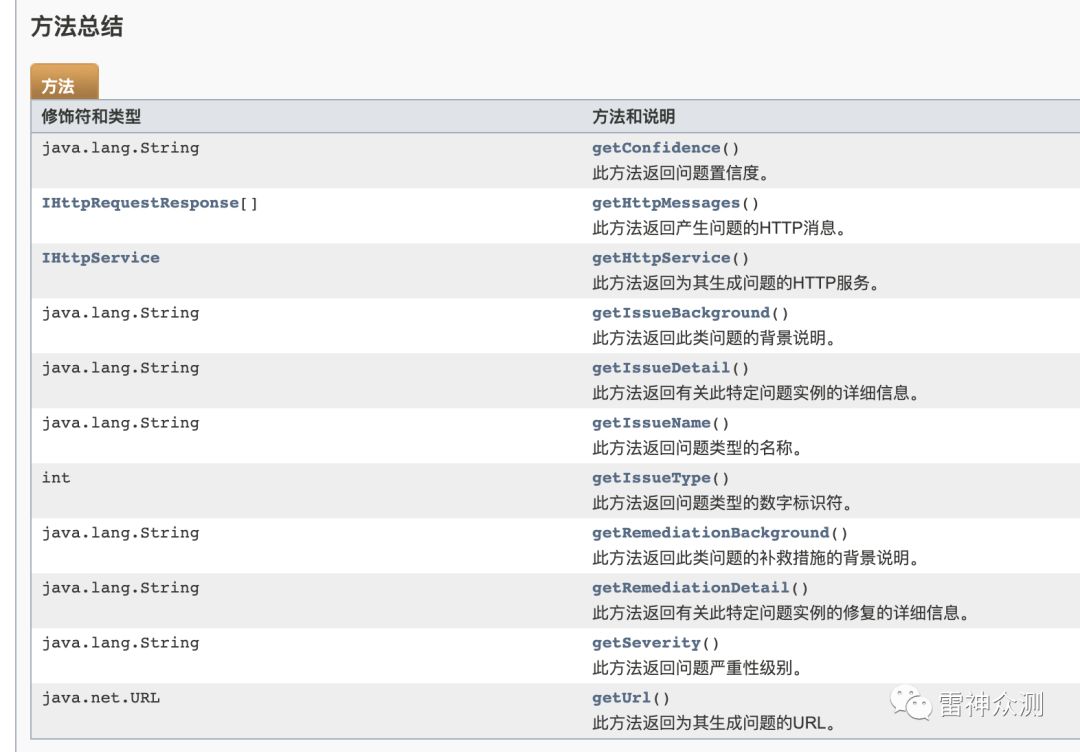 方法总结
方法
修饰符和类型 方法和说明
java.lang.String getConfidence()
此方法返回问题置信度。
IHttpRequestResponse[] getHttpMessages()
此方法返回产生问题的HTTP消息。
IHttpService getHttpService()
此方法返回为其生成问题的HTTP服务。
java.lang.String getIssueBackground()
此方法返回此类问题的背景说明。
java.lang.String getIssueDetail()
此方法返回有关此特定问题实例的详细信息。
java.lang.String getIssueName()
此方法返回问题类型的名称。
int getIssueType()
此方法返回问题类型的数字标识符。
java.lang.String getRemediationBackground()
此方法返回此类问题的补救措施的背景说明。
java.lang.String getRemediationDetail()
此方法返回有关此特定问题实例的修复的详细信息。
java.lang.String getSeverity()
此方法返回问题严重性级别。
java.net.URL getUrl()
此方法返回为其生成问题的URL。
雷神众测